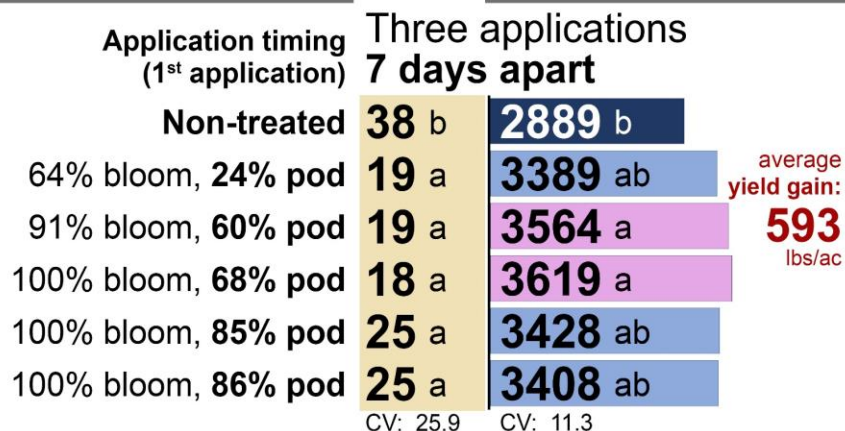 Application timing
(1st application)
Three applications
7 days apart
Non-treated 38 b 2889 b
64% bloom, 24% pod 19 a 3389 ab
91% bloom, 60% pod 19 a 3564 a
100% bloom, 68% pod 18 a 3619 a
100% bloom, 85% pod 25 a 3428 ab
100% bloom, 86% pod 25 a 3408 ab
CV: 25.9 CV: 11.3
average
yield gain:
593
lbs/ac